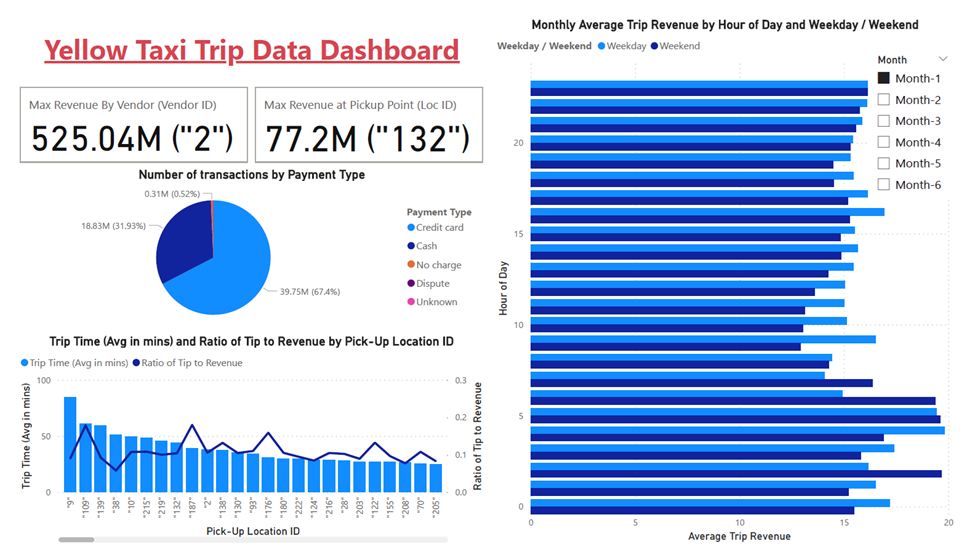 Yellow Taxi Trip Data Dashboard
Max Revenue By Vendor (Vendor ID)
525.04M ("2")
Max Revenue at Pickup Point (Loc ID)
77.2M ("132")
Number of transactions by Payment Type
0.31M (0.52%)
18.83M (31.93%)
39.75M (67.4%)
Payment Type
Credit card
Cash
No charge
Dispute
Unknown
Trip Time (Avg in mins) and Ratio of Tip to Revenue by Pick-Up Location ID
Trip Time (Avg in mins) Ratio of Tip to Revenue
Trip Time (Avg in mins)
100
50
0
0.3
0.2
0.1
0.0
Ratio of Tip to Revenue
"9" "109" "139" "38" "10" "215" "219" "132" "187" "2" "138" "130" "93" "176" "180" "122" "124" "216" "28" "203" "122" "155" "208" "70" "205"
Pick-Up Location ID
Monthly Average Trip Revenue by Hour of Day and Weekday / Weekend
Weekday / Weekend Weekday Weekend
Month
Month-1
Month-2
Month-3
Month-4
Month-5
Month-6
Hour of Day
20
15
10
5
0
0 5 10 15 20
Average Trip Revenue